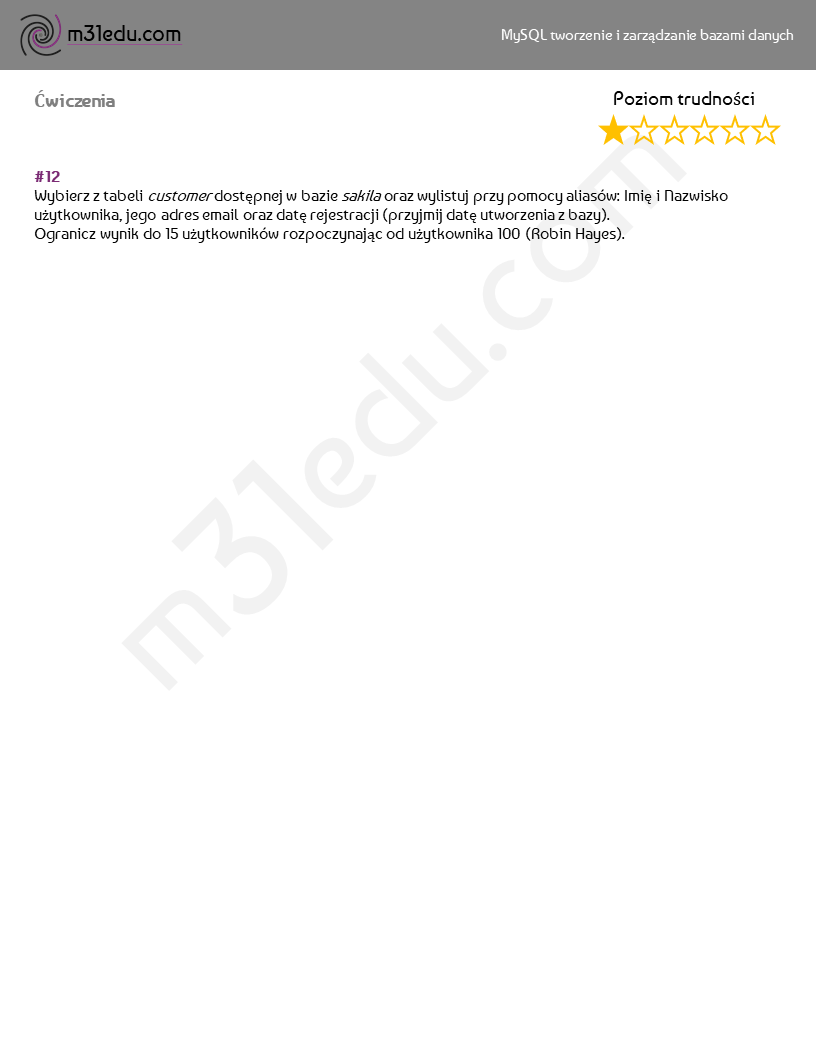 m31edu.com
MySQL tworzenie i zarządzanie bazami danych
Ćwiczenia
Poziom trudności
#12
Wybierz z tabeli customer dostępnej w bazie sakila oraz wylistuj przy pomocy aliasów: Imię i Nazwisko
użytkownika, jego adres email oraz datę rejestracji (przyjmij datę utworzenia z bazy).
Ogranicz wynik do 15 użytkowników rozpoczynając od użytkownika 100 (Robin Hayes).
m31edu.com